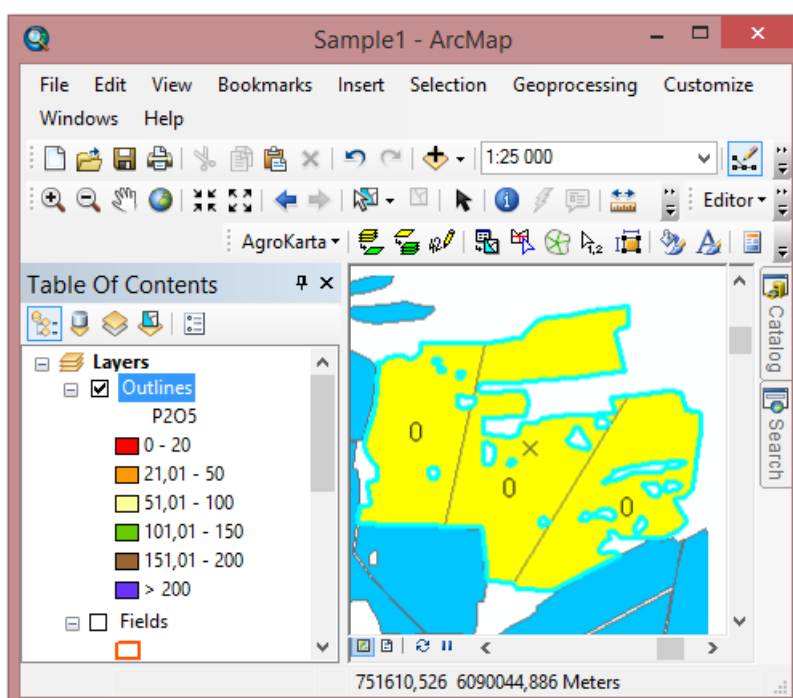 Sample1 - ArcMap
File Edit View Bookmarks Insert Selection Geoprocessing Customize
Windows Help
1:25 000
Editor
AgroKarta
Table Of Contents
Layers
Outlines
P2O5
0 - 20
21,01 - 50
51,01 - 100
101,01 - 150
151,01 - 200
> 200
Fields
0
0
0
Catalog
Search
751610,526 6090044,886 Meters